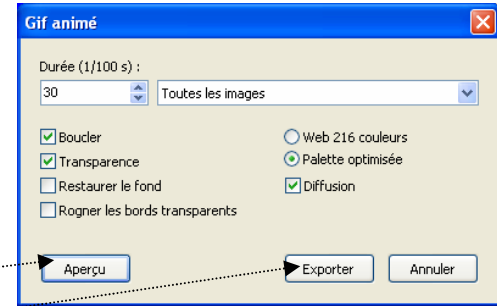 Gif animé
Durée (1/100 s) :
30 Toutes les images
Boucler Web 216 couleurs
Transparence Palette optimisée
Restaurer le fond Diffusion
Rogner les bords transparents
Aperçu Exporter Annuler